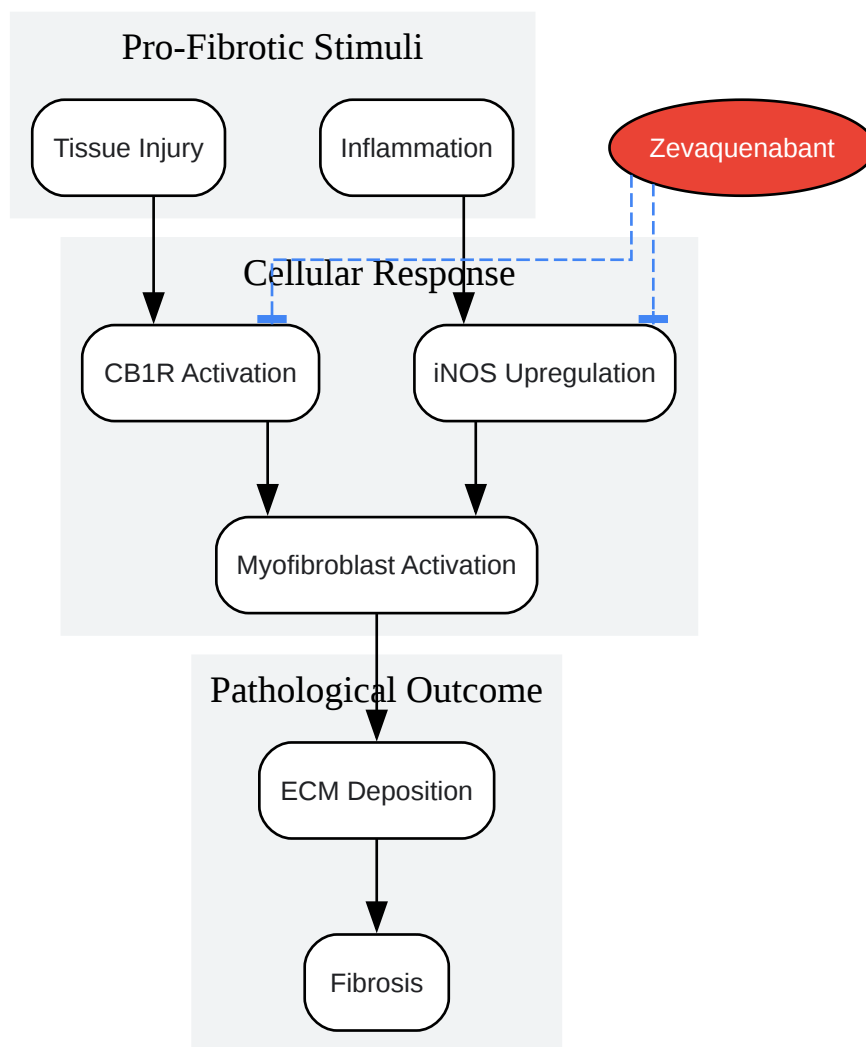 Pro-Fibrotic Stimuli
Tissue Injury
Inflammation
Zevaquenabant
Cellular Response
CB1R Activation
iNOS Upregulation
Myofibroblast Activation
Pathological Outcome
ECM Deposition
Fibrosis